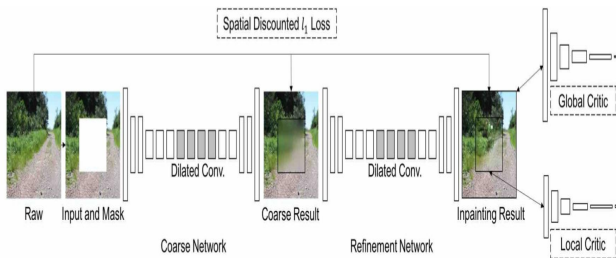 Spatial Discounted l₁ Loss
Global Critic
Dilated Conv.
Dilated Conv.
Raw
Input and Mask
Coarse Result
Inpainting Result
Coarse Network
Refinement Network
Local Critic